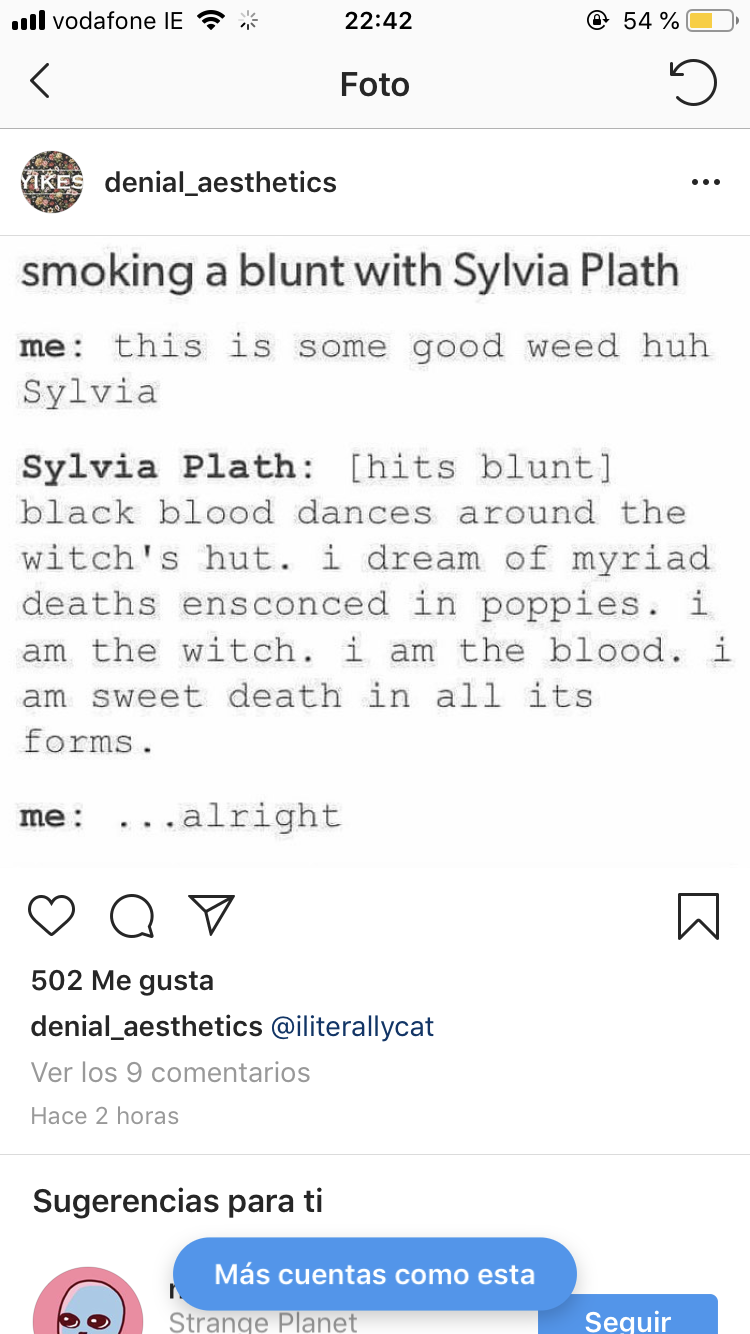 vodafone IE 22:42 54 %
Foto
YIKES
denial_aesthetics
smoking a blunt with Sylvia Plath
me: this is some good weed huh
Sylvia
Sylvia Plath: [hits blunt]
black blood dances around the
witch's hut. i dream of myriad
deaths ensconced in poppies. i
am the witch. i am the blood. i
am sweet death in all its
forms.
me: ...alright
502 Me gusta
denial_aesthetics @iliterallycat
Ver los 9 comentarios
Hace 2 horas
Sugerencias para ti
Más cuentas como esta
Strange Planet
Seguir